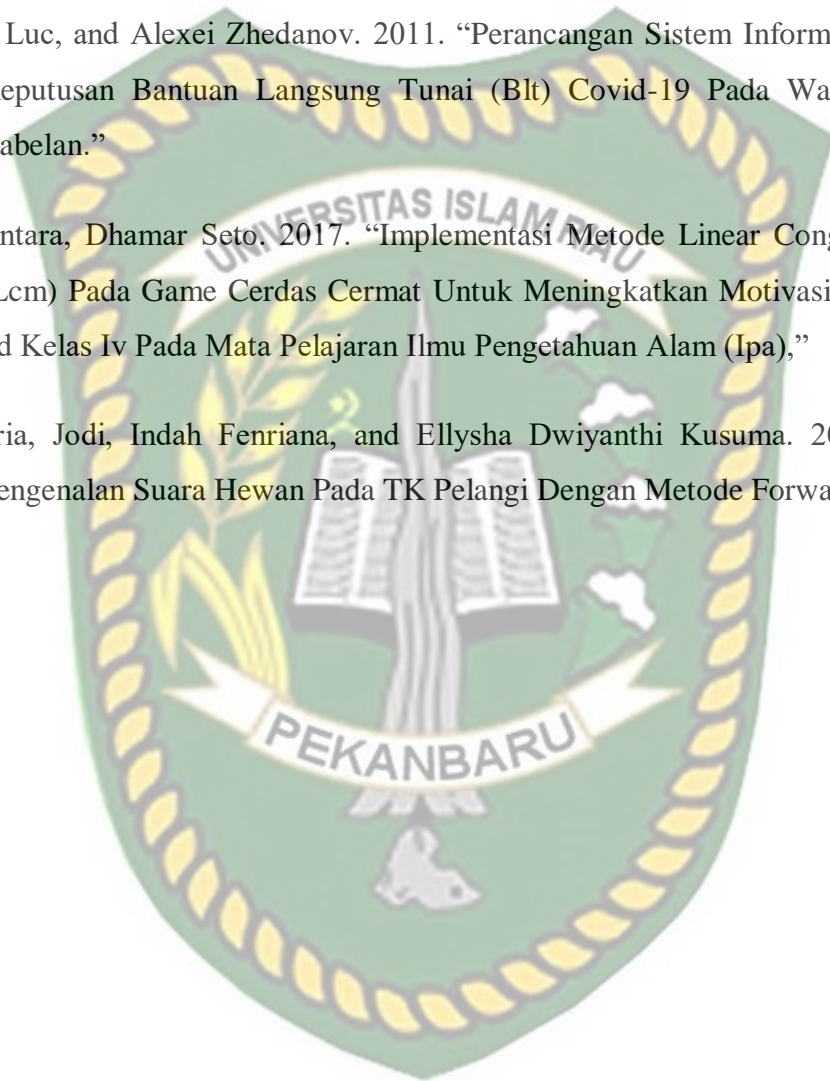 Luc, and Alexei Zhedanov. 2011. “Perancangan Sistem Inform
eputusan Bantuan Langsung Tunai (Blt) Covid-19 Pada Wa
abelan.”
UNIVERSITAS ISLAM RIAU
ntara, Dhamar Seto. 2017. “Implementasi Metode Linear Cong
Lcm) Pada Game Cerdas Cermat Untuk Meningkatkan Motivasi
d Kelas Iv Pada Mata Pelajaran Ilmu Pengetahuan Alam (Ipa),”
ria, Jodi, Indah Fenriana, and Ellysha Dwiyanthi Kusuma. 20
engenalan Suara Hewan Pada TK Pelangi Dengan Metode Forwa
PEKANBARU